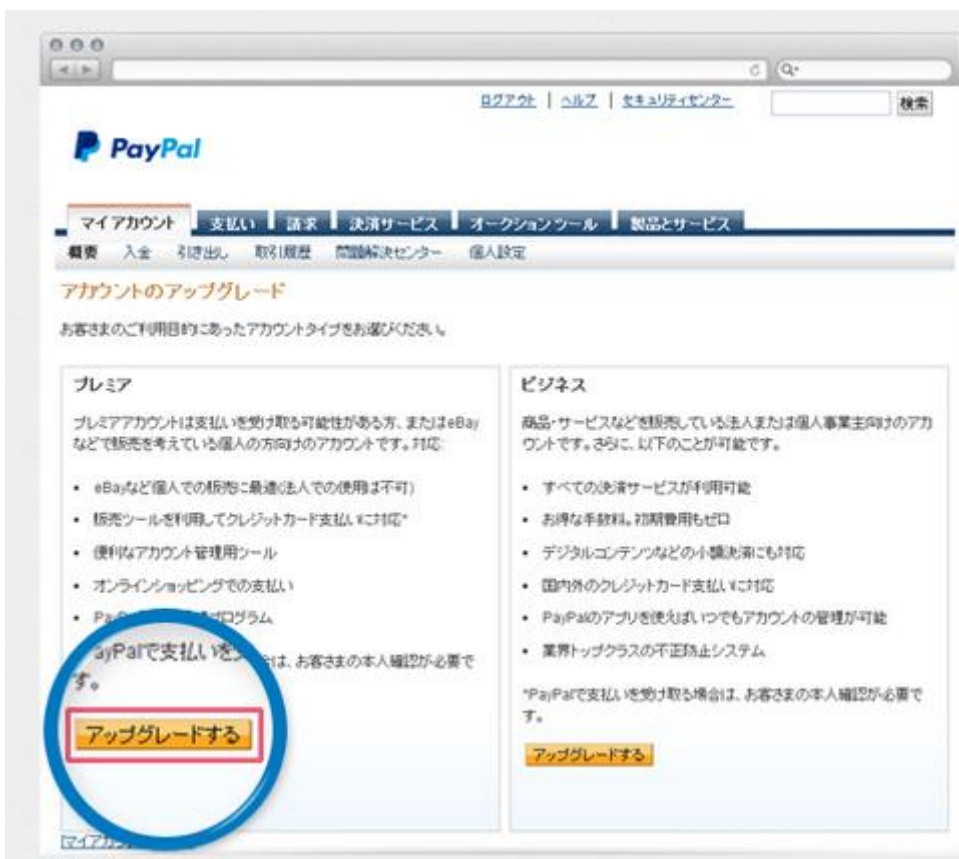 ログアウト | ヘルプ | セキュリティセンター 検索
PayPal
マイアカウント 支払い 請求 決済サービス オークションツール 製品とサービス
概要 入金 引き出し 取引履歴 問題解決センター 個人設定
アカウントのアップグレード
お客さまのご利用目的にあったアカウントタイプをお選びください。
プレミア
プレミアアカウントは支払いを受け取る可能性がある方、またはeBay
などで販売を考えている個人の方向けのアカウントです。対応:
• eBayなど個人での販売に最適(法人での使用は不可)
• 販売ツールを利用してクレジットカード支払いに対応*
• 便利なアカウント管理用ツール
• オンラインショッピングでの支払い
• Pa プログラム
ayPalで支払いを 合は、お客さまの本人確認が必要で
す。
アップグレードする
ビジネス
商品・サービスなどを販売している法人または個人事業主向けのアカ
ウントです。さらに、以下のことが可能です。
• すべての決済サービスが利用可能
• お得な手数料。初期費用もゼロ
• デジタルコンテンツなどの小額決済にも対応
• 国内外のクレジットカード支払いに対応
• PayPalのアプリを使えばいつでもアカウントの管理が可能
• 業界トップクラスの不正防止システム
*PayPalで支払いを受け取る場合は、お客さまの本人確認が必要で
す。
アップグレードする
[マイアカ